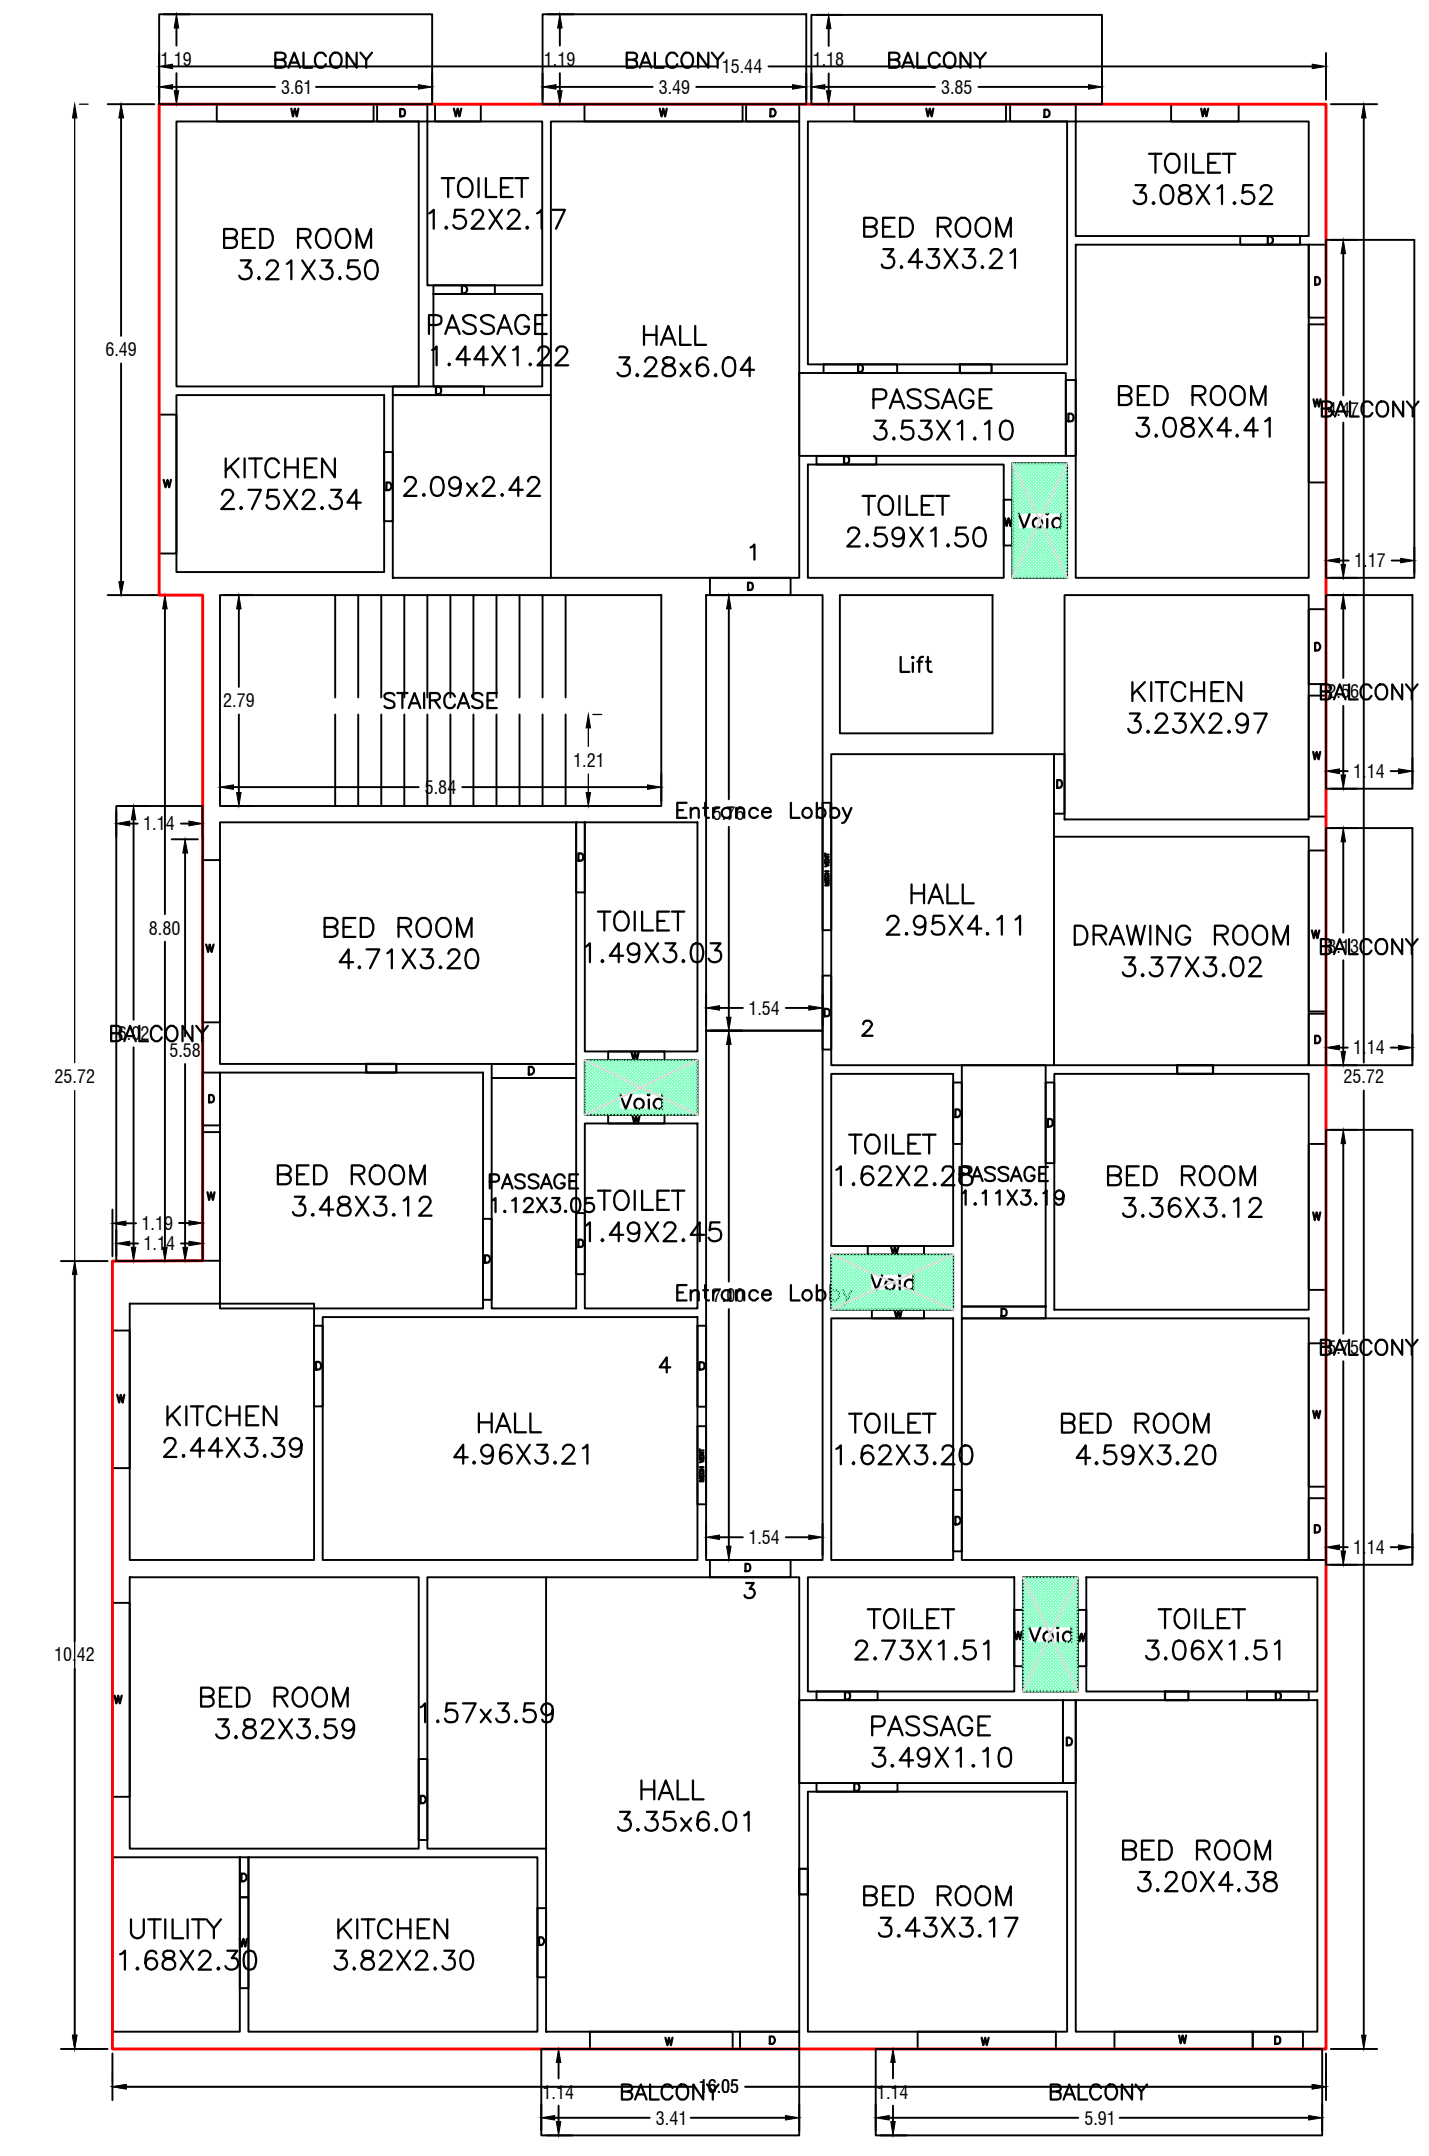 1.19
BALCONY
3.61
1.19
BALCONY
3.49
15.44
1.18
BALCONY
3.85
W
D
W
W
D
W
D
W
TOILET
1.52X2.17
BED ROOM
3.21X3.50
D
PASSAGE
1.44X1.22
D
HALL
3.28x6.04
BED ROOM
3.43X3.21
TOILET
3.08X1.52
D
D
6.49
D
PASSAGE
3.53X1.10
D
BED ROOM
3.08X4.41
W
BALCONY
KITCHEN
2.75X2.34
W
D
2.09x2.42
D
TOILET
2.59X1.50
W
Void
1
D
1.17
2.79
STAIRCASE
1.21
5.84
Lift
KITCHEN
3.23X2.97
D
W
BALCONY
1.14
D
Entrance Lobby
1.14
8.80
5.58
BALCONY
25.72
W
BED ROOM
4.71X3.20
D
TOILET
1.49X3.03
1.54
D
HALL
2.95X4.11
2
DRAWING ROOM
3.37X3.02
W
D
BALCONY
1.14
25.72
W
Void
W
D
D
W
BED ROOM
3.48X3.12
D
PASSAGE
1.12X3.05
D
TOILET
1.49X2.45
1.19
1.14
TOILET
1.62X2.28
D
PASSAGE
1.11X3.19
D
BED ROOM
3.36X3.12
W
W
Void
W
D
Entrance Lobby
7.00
KITCHEN
2.44X3.39
W
D
HALL
4.96X3.21
4
D
1.54
TOILET
1.62X3.20
D
BED ROOM
4.59X3.20
W
D
BALCONY
1.14
D
3
10.42
W
BED ROOM
3.82X3.59
1.57x3.59
D
HALL
3.35x6.01
TOILET
2.73X1.51
W
Void
W
TOILET
3.06X1.51
D
D
PASSAGE
3.49X1.10
D
D
BED ROOM
3.43X3.17
BED ROOM
3.20X4.38
UTILITY
1.68X2.30
D
W
KITCHEN
3.82X2.30
D
W
D
W
W
D
1.14
BALCONY
16.05
3.41
1.14
BALCONY
5.91